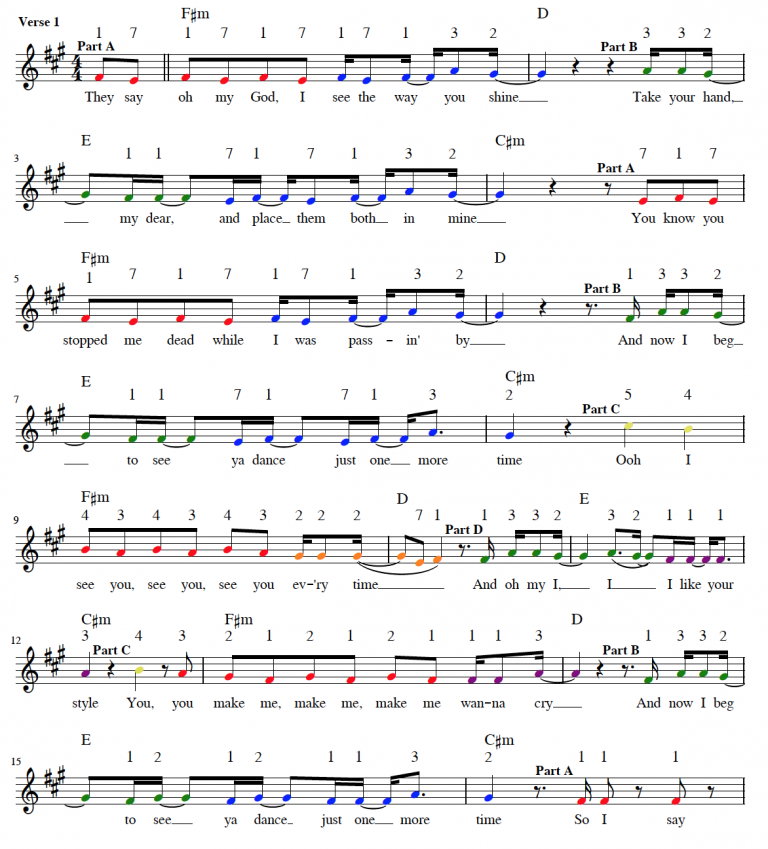 F♯m D
Verse 1 1 7 1 7 1 7 1 7 1 3 2 3 3 2
Part A Part B
4
4
They say oh my God, I see the way you shine Take your hand,
E C♯m
3 1 1 7 1 7 1 3 2 7 1 7
Part A
my dear, and place them both in mine You know you
F♯m D
5 1 7 1 7 1 7 1 3 2 1 3 3 2
Part B
stopped me dead while I was pass - in' by And now I beg
E C♯m
7 1 1 7 1 7 1 3 2 5 4
Part C
to see ya dance just one more time Ooh I
F♯m D E
9 4 3 4 3 4 3 2 2 2 7 1 1 3 3 2 3 2 1 1 1
Part D
see you, see you, see you ev-'ry time And oh my I, I I like your
C♯m F♯m D
12 3 4 3 2 1 2 1 2 1 1 1 3 1 3 3 2
Part C Part B
style You, you make me, make me, make me wan-na cry And now I beg
E C♯m
15 1 2 1 2 1 1 3 2 1 1 1
Part A
to see ya dance just one more time So I say